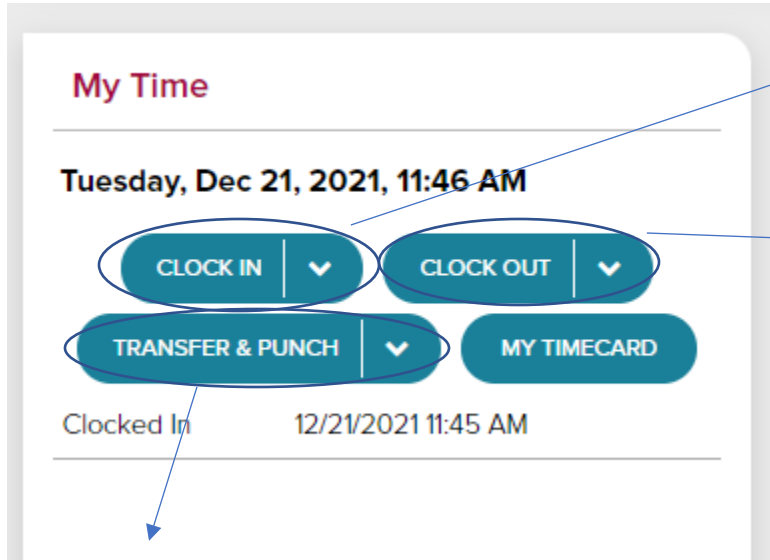 My Time
Tuesday, Dec 21, 2021, 11:46 AM
CLOCK IN CLOCK OUT
TRANSFER & PUNCH MY TIMECARD
Clocked In 12/21/2021 11:45 AM